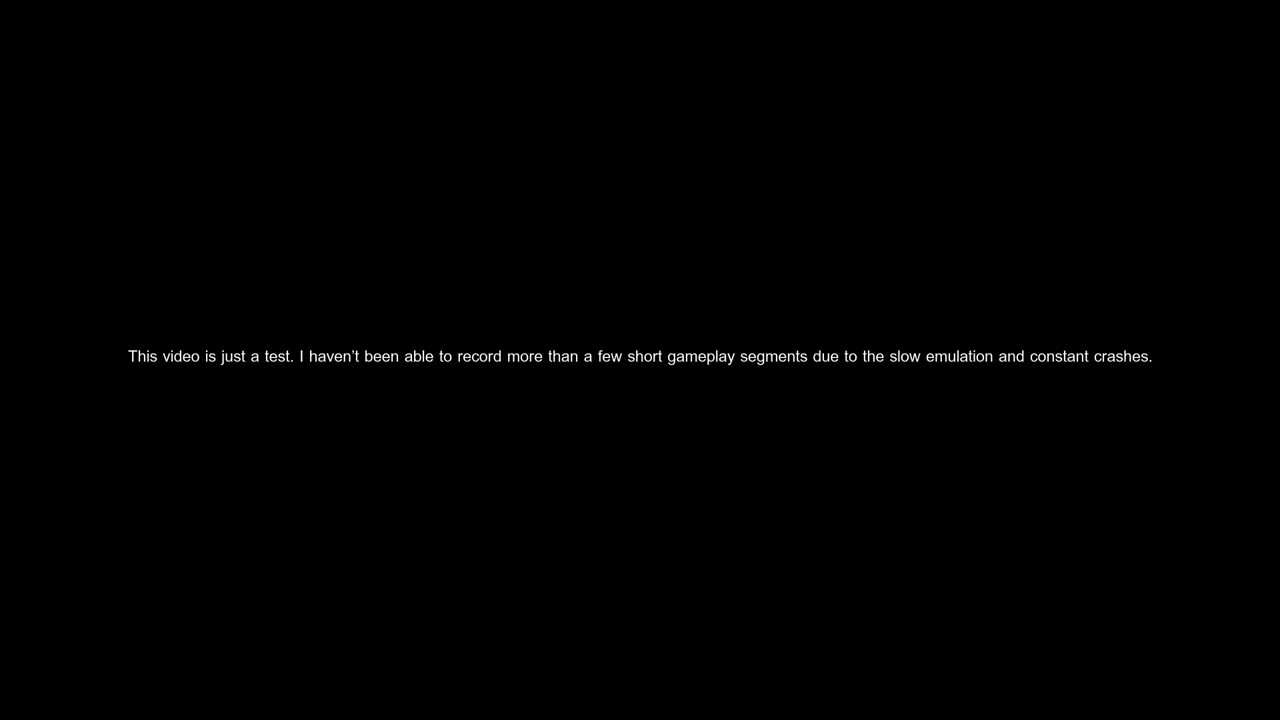 This video is just a test. I haven’t been able to record more than a few short gameplay segments due to the slow emulation and constant crashes.